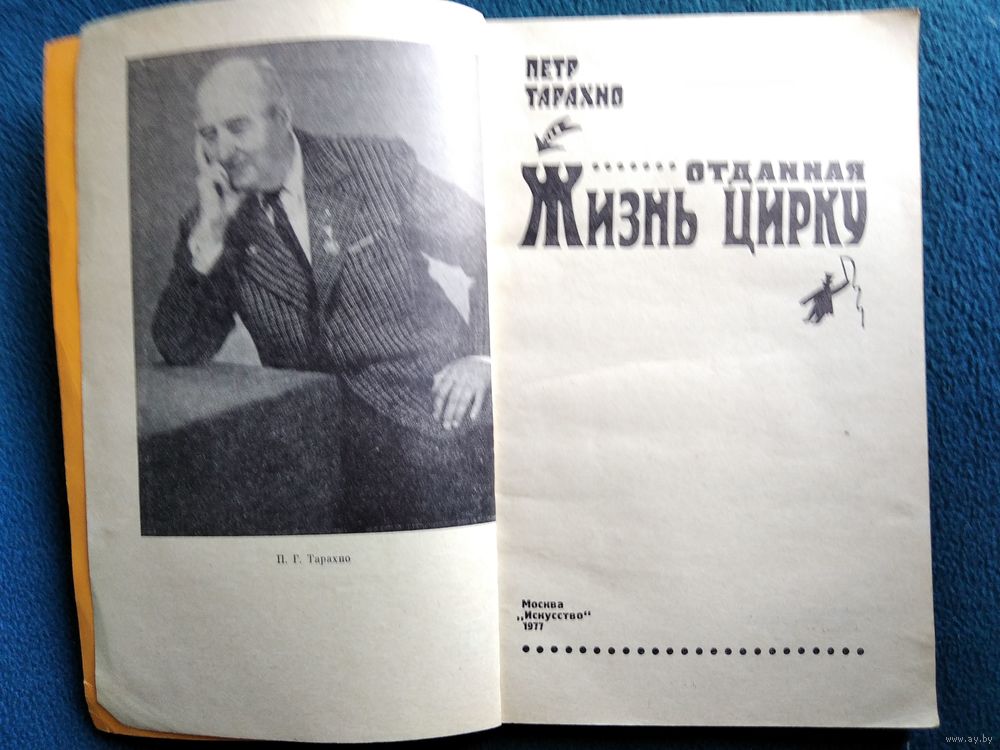 П. Г. Тарахно
ПЕТР
ТАРАХНО
ОТДАННАЯ
ЖИЗНЬ ЦИРКУ
Москва
„Искусство“
1977
www.ay.by